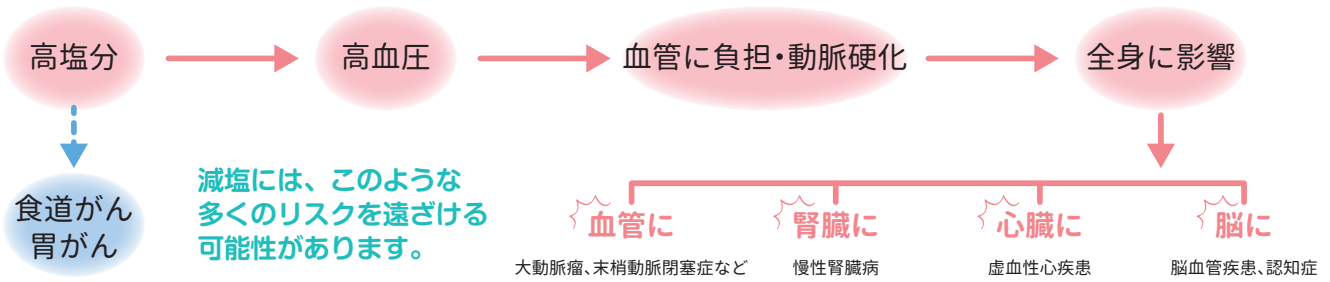 高塩分
高血圧
血管に負担・動脈硬化
全身に影響
食道がん
胃がん
減塩には、このような
多くのリスクを遠ざける
可能性があります。
血管に
大動脈瘤、末梢動脈閉塞症など
腎臓に
慢性腎臓病
心臓に
虚血性心疾患
脳に
脳血管疾患、認知症